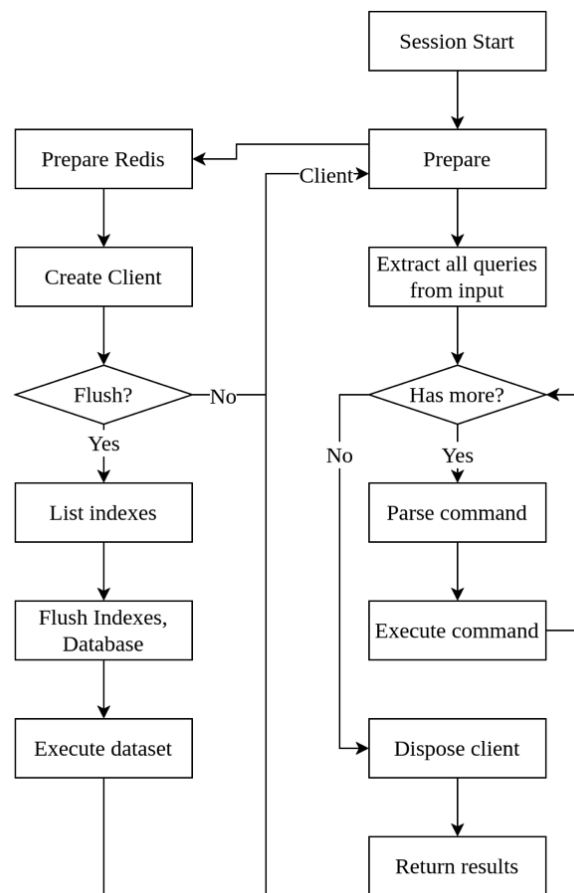 Session Start
Prepare Redis
Prepare
Client
Create Client
Extract all queries
from input
Flush?
No
Has more?
Yes
No
Yes
List indexes
Parse command
Flush Indexes,
Database
Execute command
Execute dataset
Dispose client
Return results